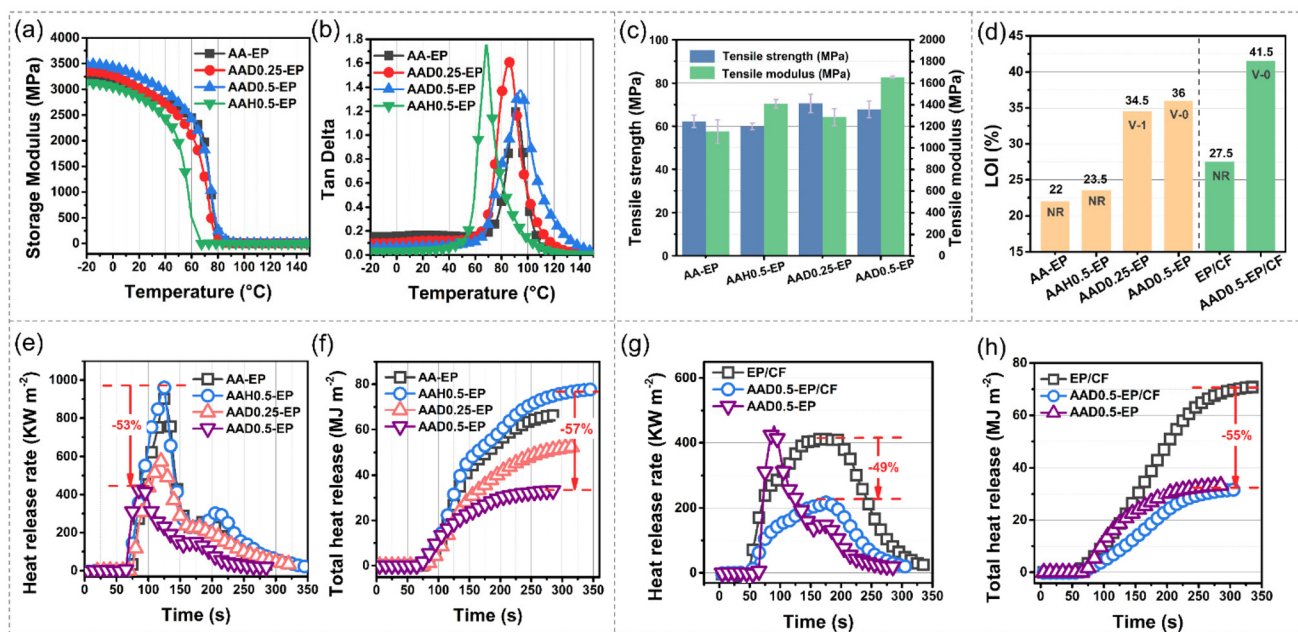 (a)
Storage Modulus (MPa)
4000
3500
3000
2500
2000
1500
1000
500
0
AA-EP
AAD0.25-EP
AAD0.5-EP
AAH0.5-EP
-20 0 20 40 60 80 100 120 140
Temperature (°C)
(b)
Tan Delta
1.8
1.6
1.4
1.2
1.0
0.8
0.6
0.4
0.2
0.0
AA-EP
AAD0.25-EP
AAD0.5-EP
AAH0.5-EP
-20 0 20 40 60 80 100 120 140
Temperature (°C)
(c)
Tensile strength (MPa)
100
80
60
40
20
0
Tensile strength (MPa)
Tensile modulus (MPa)
2000
1800
1600
1400
1200
1000
800
600
400
200
0
Tensile modulus (MPa)
AA-EP
AAH0.5-EP
AAD0.25-EP
AAD0.5-EP
(d)
LOI (%)
45
40
35
30
25
20
15
22
NR
23.5
NR
34.5
V-1
36
V-0
27.5
NR
41.5
V-0
AA-EP
AAH0.5-EP
AAD0.25-EP
AAD0.5-EP
EP/CF
AAD0.5-EP/CF
(e)
Heat release rate (KW m⁻²)
1000
800
600
400
200
0
-53%
AA-EP
AAH0.5-EP
AAD0.25-EP
AAD0.5-EP
0 50 100 150 200 250 300 350
Time (s)
(f)
Total heat release (MJ m⁻²)
80
70
60
50
40
30
20
10
0
AA-EP
AAH0.5-EP
AAD0.25-EP
AAD0.5-EP
-57%
0 50 100 150 200 250 300 350
Time (s)
(g)
Heat release rate (KW m⁻²)
600
400
200
0
EP/CF
AAD0.5-EP/CF
AAD0.5-EP
-49%
0 50 100 150 200 250 300 350
Time (s)
(h)
Total heat release (MJ m⁻²)
80
60
40
20
0
EP/CF
AAD0.5-EP/CF
AAD0.5-EP
-55%
0 50 100 150 200 250 300 350
Time (s)